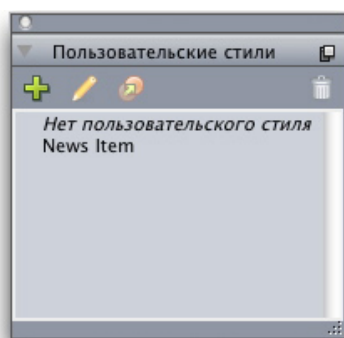 Пользовательские стили
Нет пользовательского стиля
News Item